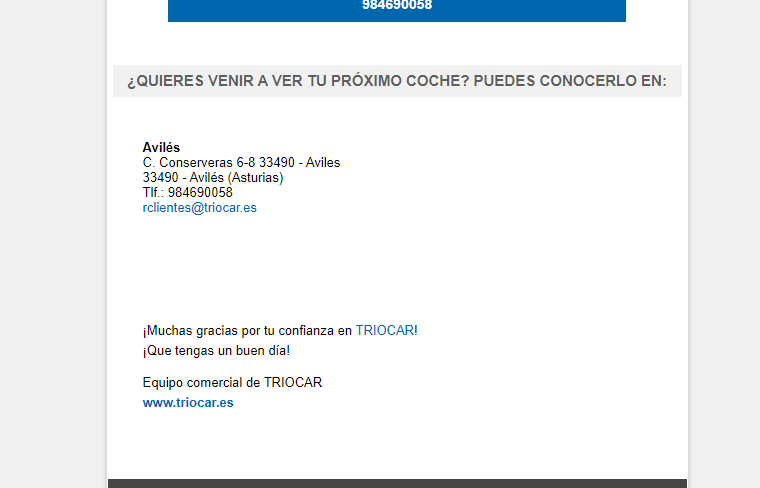 984690058
¿QUIERES VENIR A VER TU PRÓXIMO COCHE? PUEDES CONOCERLO EN:
Avilés
C. Conserveras 6-8 33490 - Aviles
33490 - Avilés (Asturias)
Tlf.: 984690058
rclientes@triocar.es
¡Muchas gracias por tu confianza en TRIOCAR!
¡Que tengas un buen día!
Equipo comercial de TRIOCAR
www.triocar.es